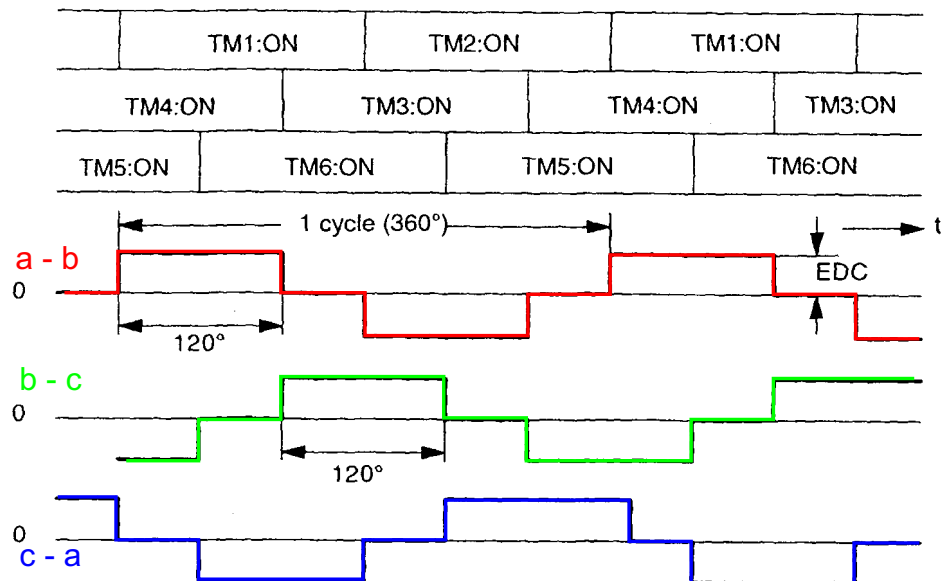 TM1:ON TM2:ON TM1:ON
TM4:ON TM3:ON TM4:ON TM3:ON
TM5:ON TM6:ON TM5:ON TM6:ON
1 cycle (360°) t
a - b
EDC
0
120°
b - c
0
120°
0
c - a